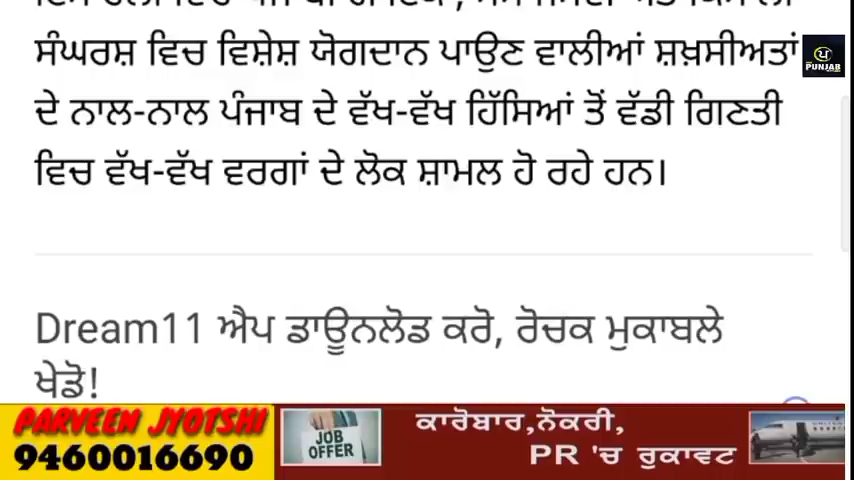 ਸੰਘਰਸ਼ ਵਿਚ ਵਿਸ਼ੇਸ਼ ਯੋਗਦਾਨ ਪਾਉਣ ਵਾਲੀਆਂ ਸ਼ਖ਼ਸੀਅਤਾਂ
ਦੇ ਨਾਲ-ਨਾਲ ਪੰਜਾਬ ਦੇ ਵੱਖ-ਵੱਖ ਹਿੱਸਿਆਂ ਤੋਂ ਵੱਡੀ ਗਿਣਤੀ
ਵਿਚ ਵੱਖ-ਵੱਖ ਵਰਗਾਂ ਦੇ ਲੋਕ ਸ਼ਾਮਲ ਹੋ ਰਹੇ ਹਨ।
ਪ
PUNJAB
Dream11 ਐਪ ਡਾਊਨਲੋਡ ਕਰੋ, ਰੋਚਕ ਮੁਕਾਬਲੇ
ਖੇਡੋ!
PARVEEN JYOTSHI
9460016690
JOB
OFFER
ਕਾਰੋਬਾਰ,ਨੋਕਰੀ,
PR 'ਚ ਰੁਕਾਵਟ